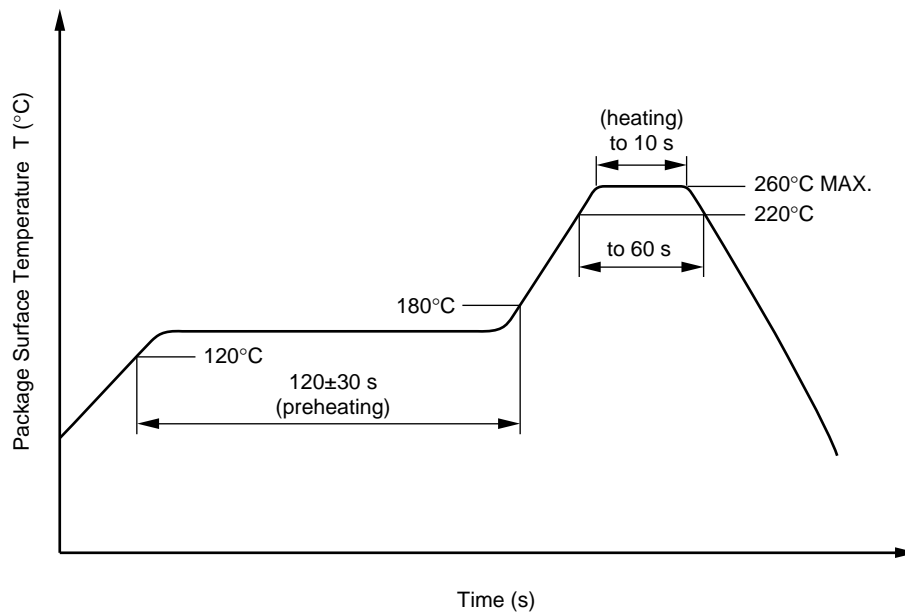 Package Surface Temperature T (°C)
(heating)
to 10 s
260°C MAX.
220°C
to 60 s
180°C
120°C
120±30 s
(preheating)
Time (s)